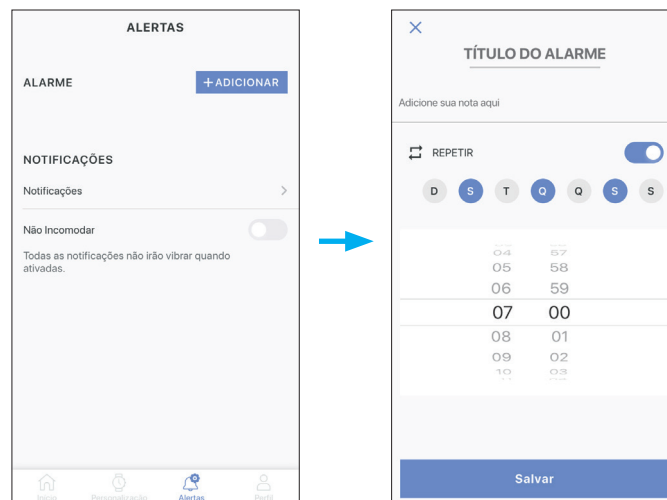 ALERTAS
ALARME
+ADICIONAR
NOTIFICAÇÕES
Notificações
Não Incomodar
Todas as notificações não irão vibrar quando
ativadas.
Início
Personalização
Alertas
Perfil
TÍTULO DO ALARME
Adicione sua nota aqui
REPETIR
D S T Q Q S S
04 57
05 58
06 59
07 00
08 01
09 02
10 03
Salvar